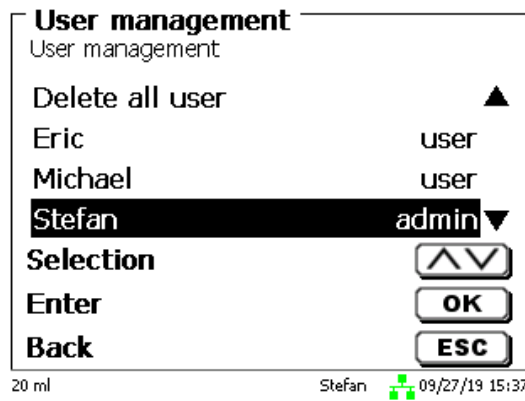 User management
User management
Delete all user
Eric user
Michael user
Stefan admin
Selection
Enter OK
Back ESC
20 ml Stefan 09/27/19 15:37